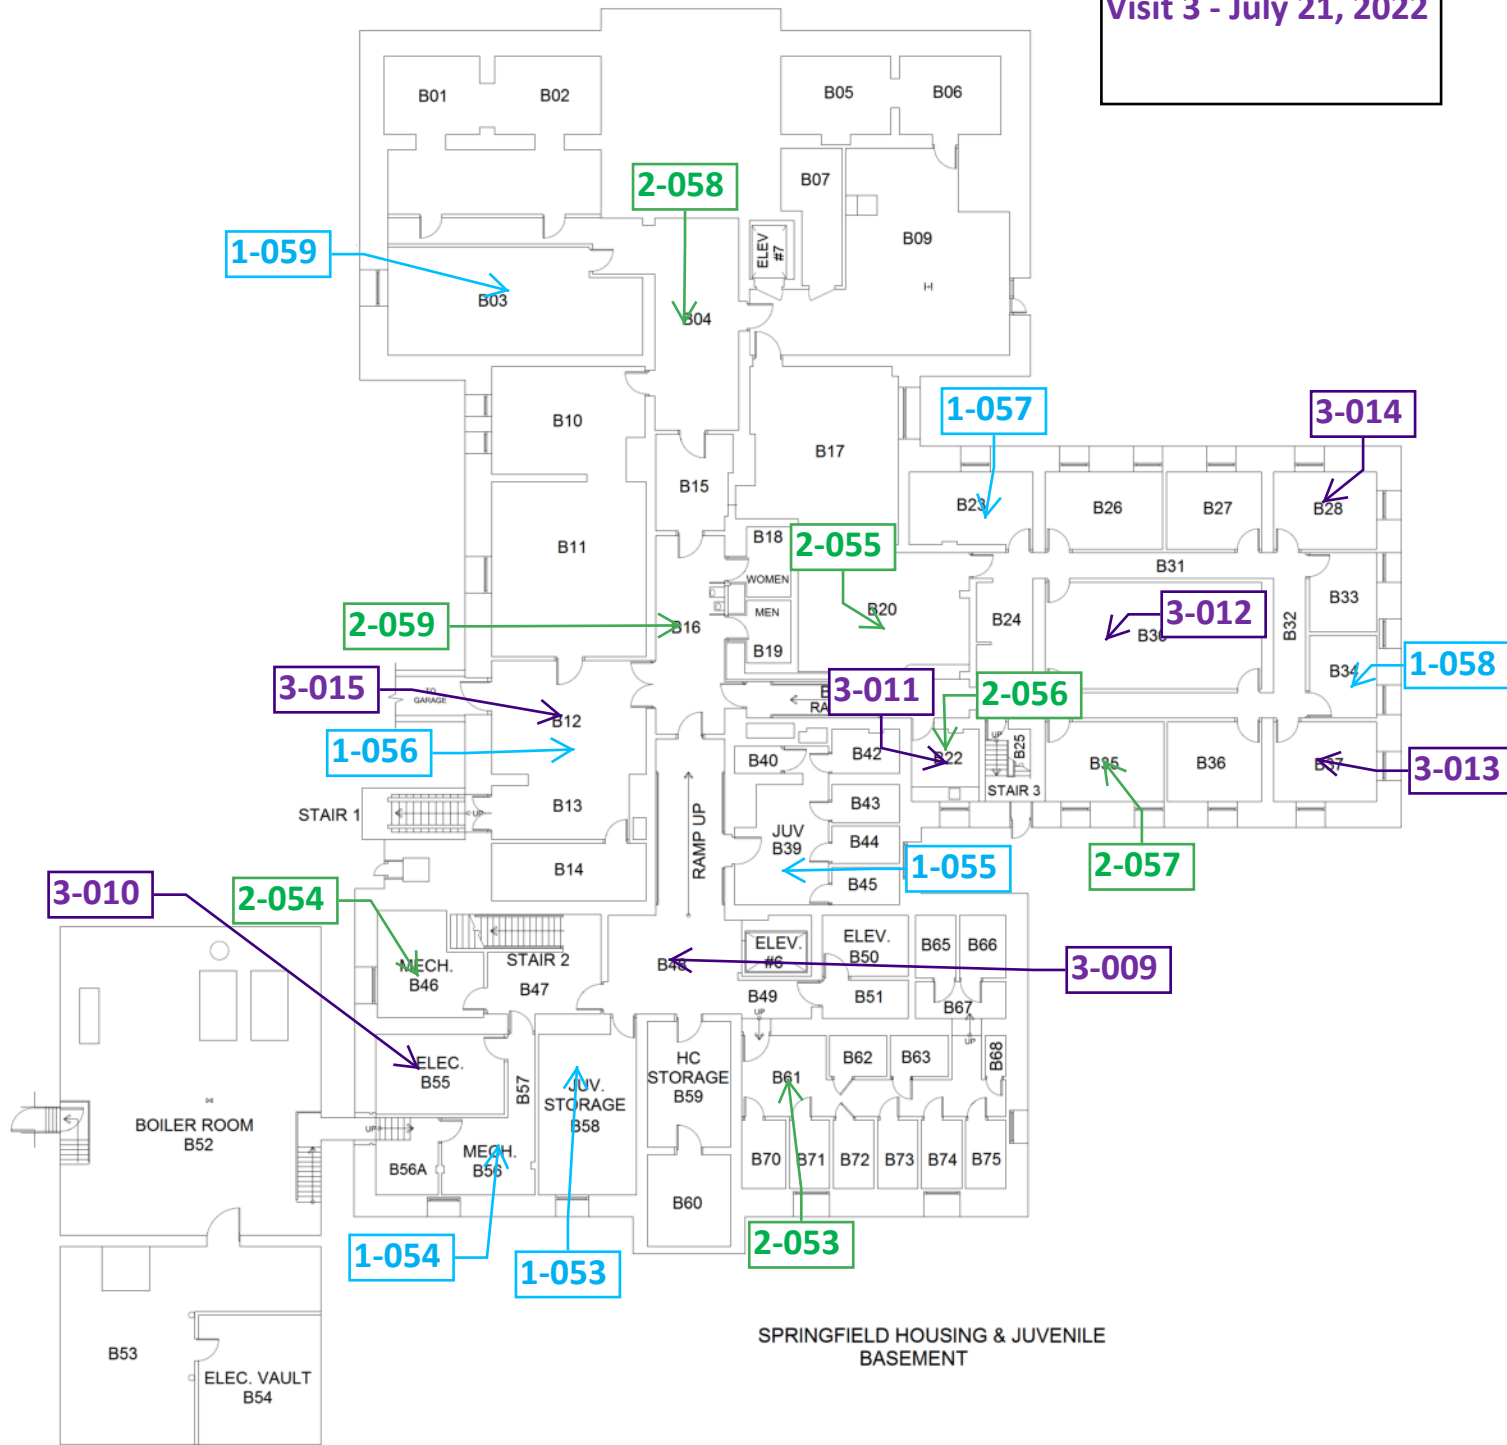 Visit 3 - July 21, 2022
B01
B02
B05
B06
B07
2-058
1-059
ELEV
#7
B09
B03
B04
B10
1-057
3-014
B17
B15
B23
B26
B27
B28
B11
B18
2-055
WOMEN
B31
MEN
B20
B33
2-059
B16
B24
3-012
B30
B32
B19
B34
1-058
3-015
TO
GARAGE
3-011
2-056
B12
1-056
B40
B42
B22
UP
B25
B35
B36
B37
3-013
STAIR 3
STAIR 1
UP
B13
RAMP UP
B43
JUV
B39
B44
B14
1-055
B45
2-057
3-010
2-054
MECH.
B46
STAIR 2
B47
B48
ELEV.
#6
ELEV.
B50
B65
B66
3-009
B49
B51
B67
UP
UP
ELEC.
B55
B57
JUV.
STORAGE
B58
HC
STORAGE
B59
B61
B62
B63
B68
BOILER ROOM
B52
UP
B56A
MECH.
B56
B70
B71
B72
B73
B74
B75
B60
1-054
1-053
2-053
B53
ELEC. VAULT
B54
SPRINGFIELD HOUSING & JUVENILE
BASEMENT